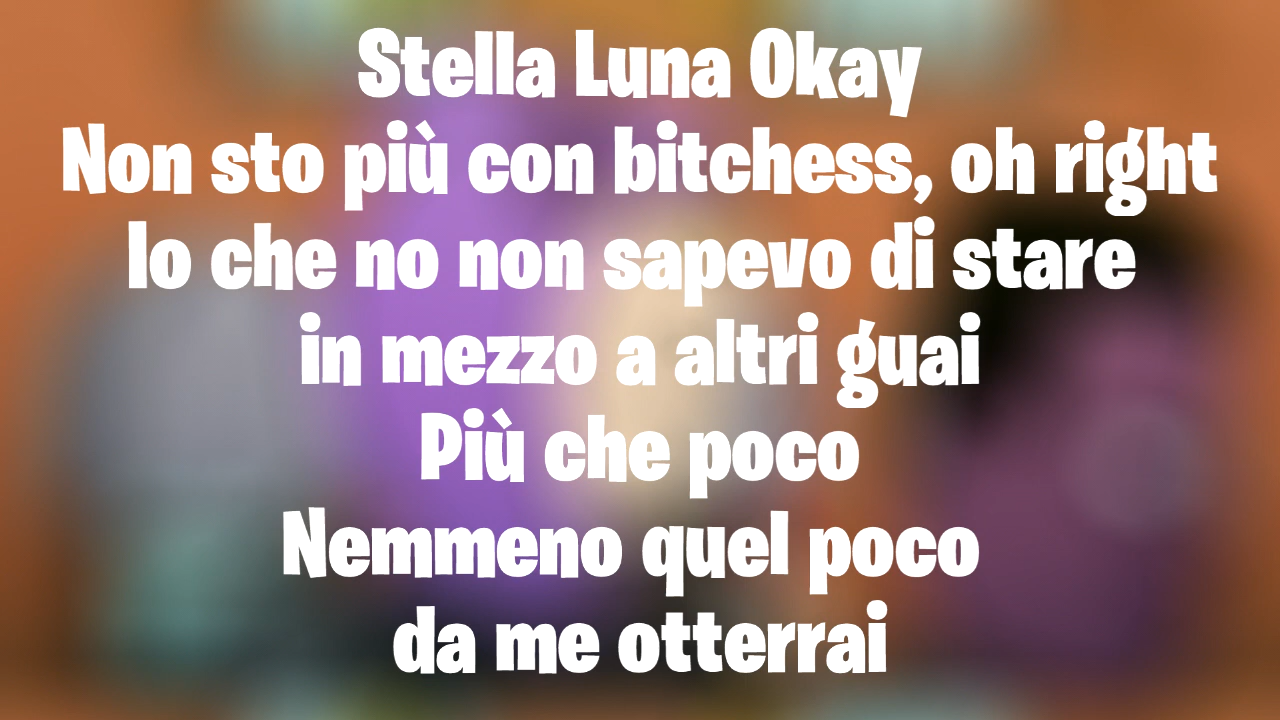 Stella Luna Okay
Non sto più con bitchess, oh right
Io che no non sapevo di stare
in mezzo a altri guai
Più che poco
Nemmeno quel poco
da me otterrai